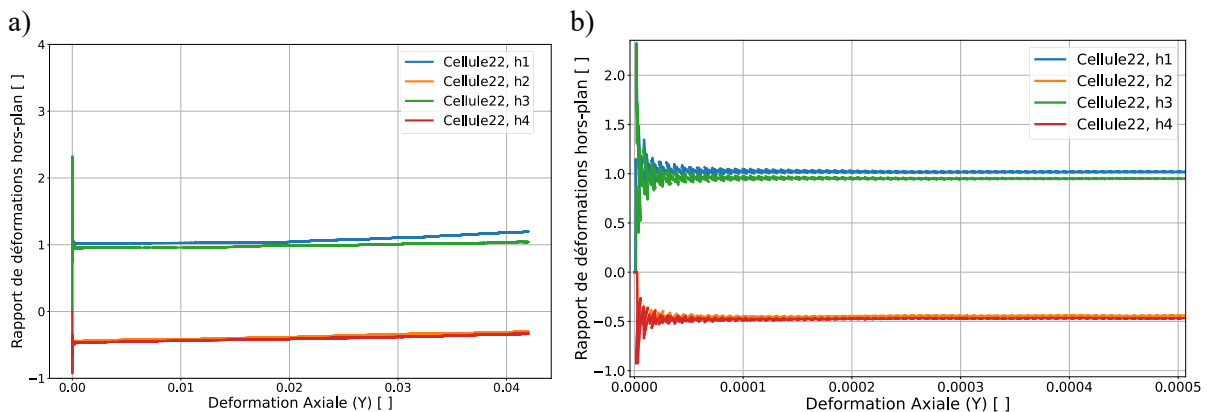 a)
Rapport de déformations hors-plan [ ]
4
3
2
1
0
−1
0.00
0.01
0.02
0.03
0.04
Deformation Axiale (Y) [ ]
Cellule22, h1
Cellule22, h2
Cellule22, h3
Cellule22, h4
b)
Rapport de déformations hors-plan [ ]
2.0
1.5
1.0
0.5
0.0
−0.5
−1.0
0.0000
0.0001
0.0002
0.0003
0.0004
0.0005
Deformation Axiale (Y) [ ]
Cellule22, h1
Cellule22, h2
Cellule22, h3
Cellule22, h4